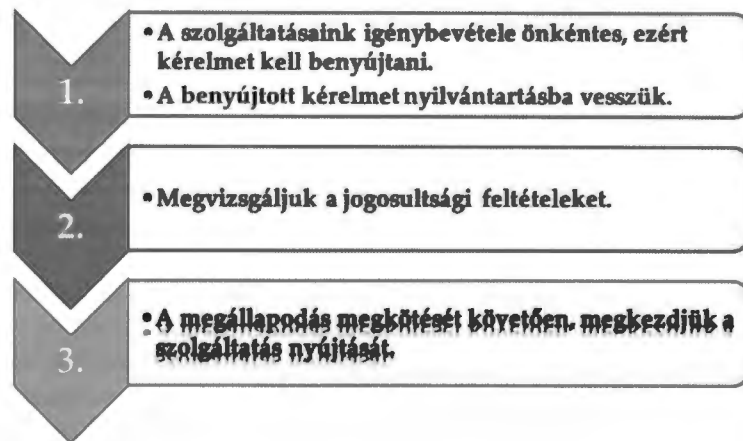 1.
• A szolgáltatásaink igénybevétele önkéntes, ezért
kérelmet kell benyújtani.
• A benyújtott kérelmet nyilvántartásba vesszük.
2.
• Megvizsgáljuk a jogosultsági feltételeket.
3.
• A megállapodás megkötését követően, megkezdjük a
szolgáltatás nyújtását.